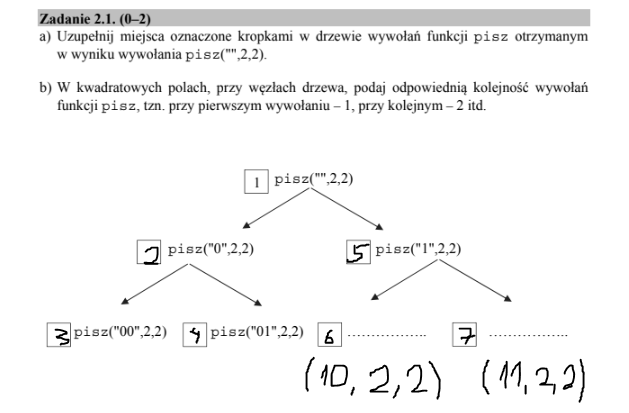 Zadanie 2.1. (0–2)
a) Uzupełnij miejsca oznaczone kropkami w drzewie wywołań funkcji pisz otrzymanym
w wyniku wywołania pisz("",2,2).
b) W kwadratowych polach, przy węzłach drzewa, podaj odpowiednią kolejność wywołań
funkcji pisz, tzn. przy pierwszym wywołaniu – 1, przy kolejnym – 2 itd.
1 pisz("",2,2)
2 pisz("0",2,2) 5 pisz("1",2,2)
3 pisz("00",2,2) 4 pisz("01",2,2) 6 .................. 7 ..................
(10, 2, 2) (11, 2, 2)